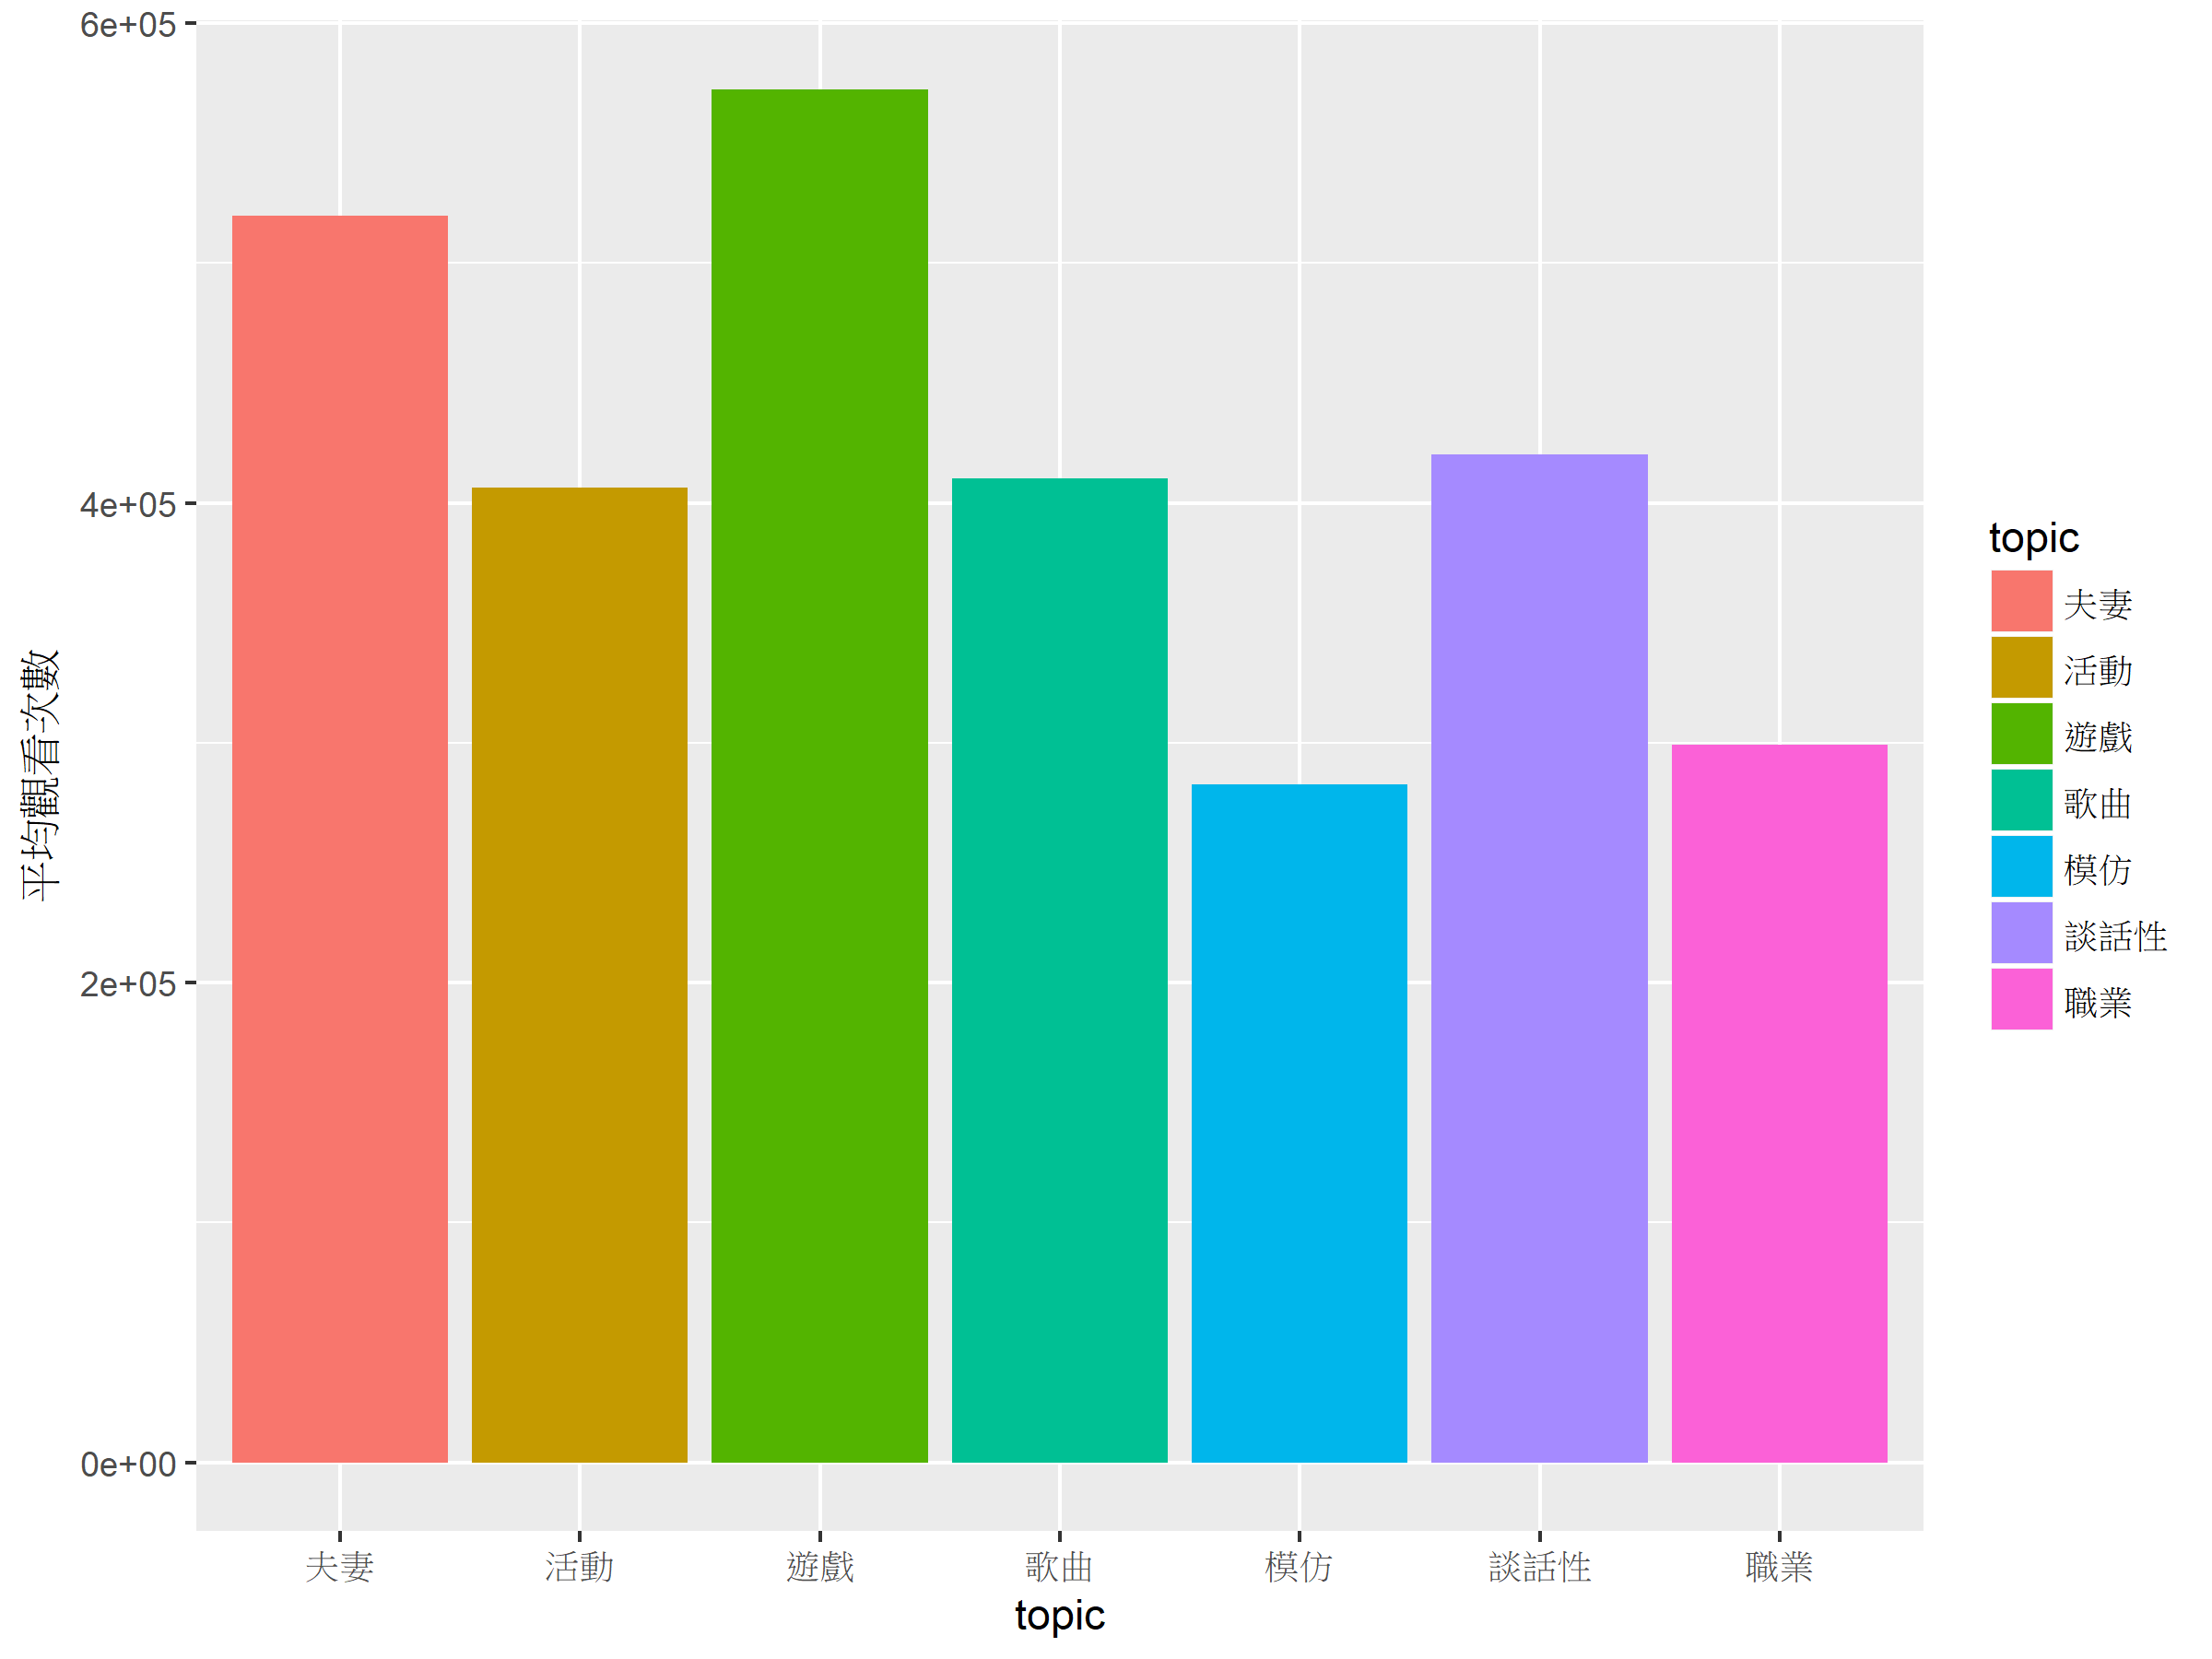 6e+05
4e+05
2e+05
0e+00
平均觀看次數
夫妻
活動
遊戲
歌曲
模仿
談話性
職業
topic
topic
夫妻
活動
遊戲
歌曲
模仿
談話性
職業